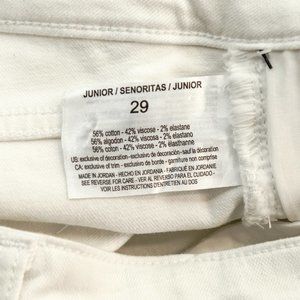 JUNIOR / SENORITAS / JUNIOR
29
56% cotton - 42% viscose - 2% elastane
56% algodon - 42% viscosa - 2% elastano
56% coton - 42% viscose - 2% élasthanne
US: exclusive of decoration - exclusive de decoración - sauf la décoration
CA: exclusive of trim - exclusivo de borde - garniture non comprise
MADE IN JORDAN - HECHO EN JORDANIA - FABRIQUÉ EN JORDANIE
SEE REVERSE FOR CARE - VER AL REVERSO PARA EL CUIDADO -
VOIR LES INSTRUCTIONS D'ENTRETIEN AU DOS